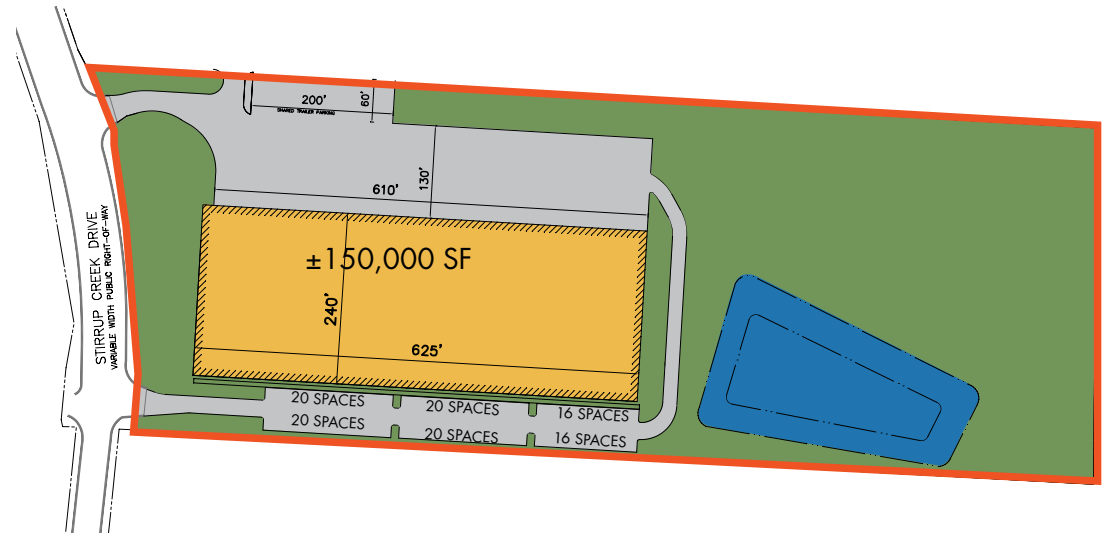 200'
SHARED TRAILER PARKING
60'
130'
610'
±150,000 SF
240'
625'
STIRRUP CREEK DRIVE
VARIABLE WIDTH PUBLIC RIGHT-OF-WAY
20 SPACES
20 SPACES
16 SPACES
20 SPACES
20 SPACES
16 SPACES